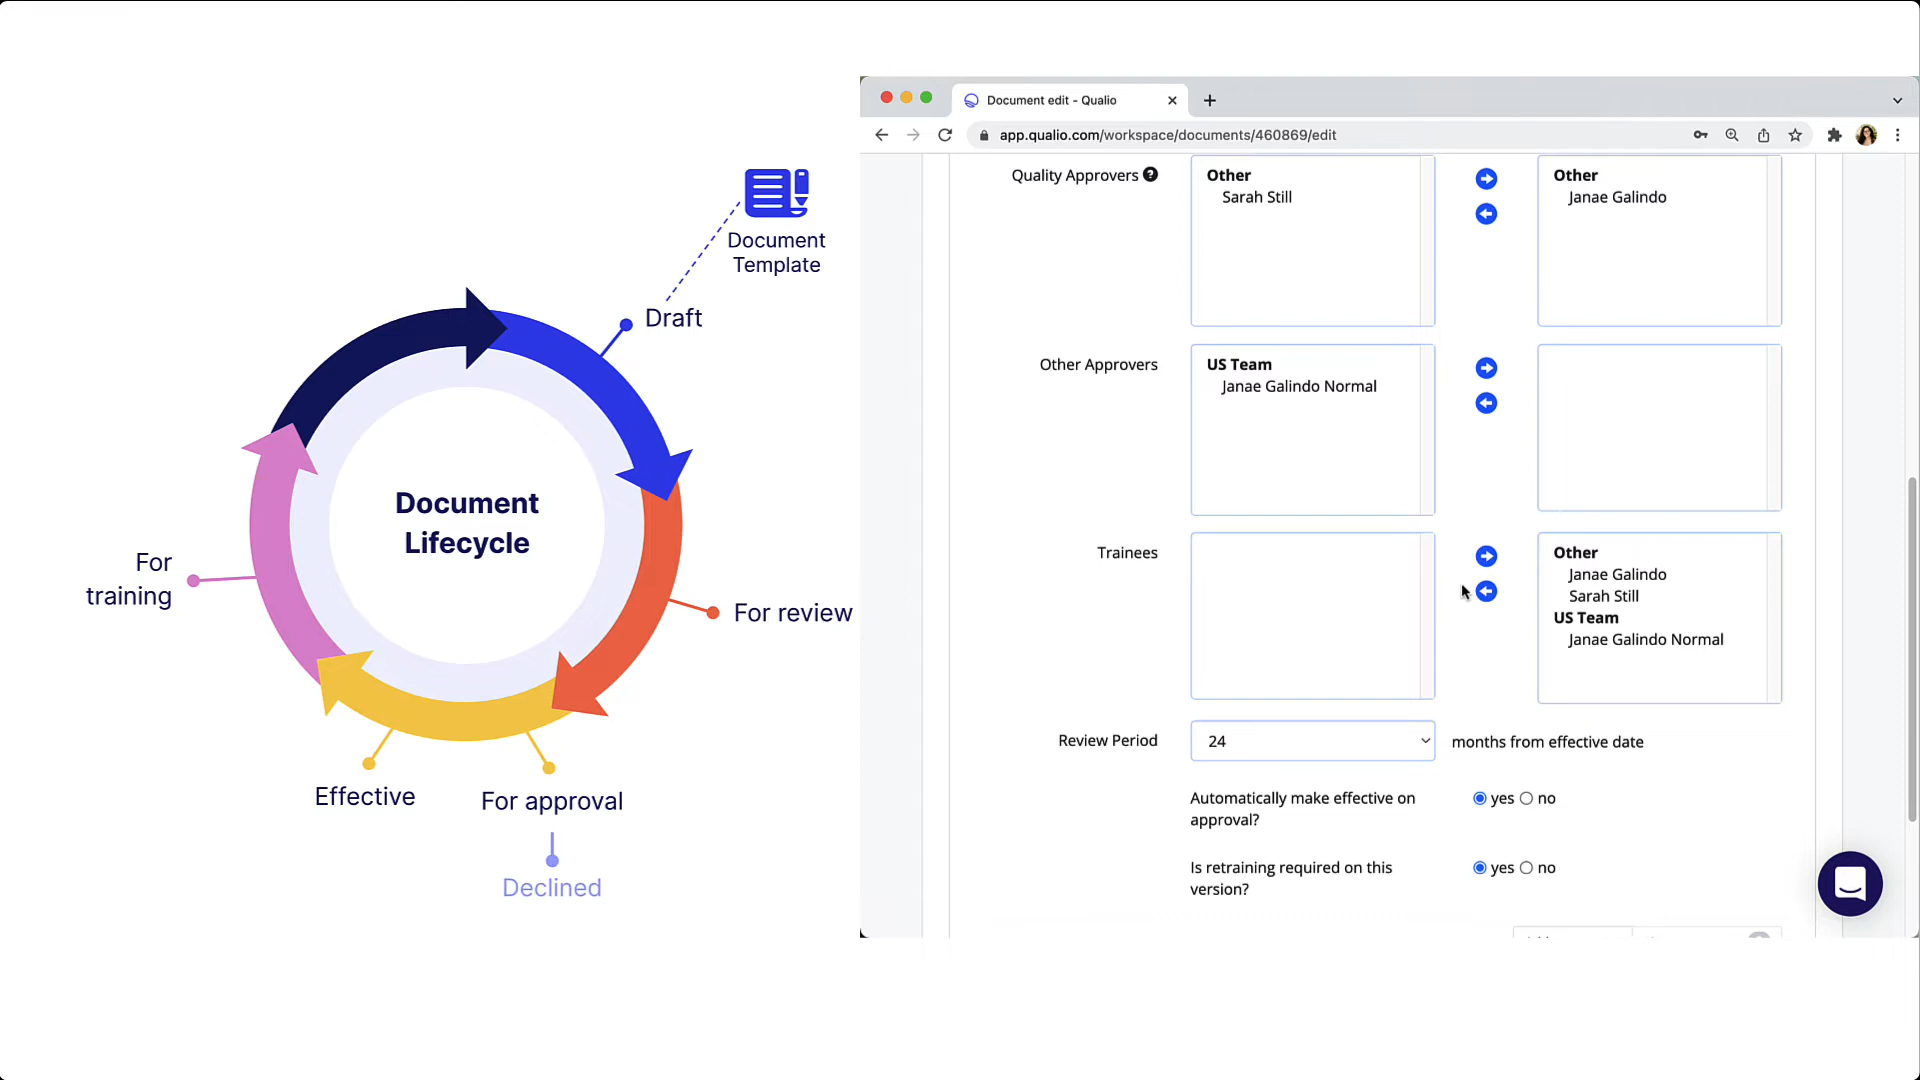 Document
Template
Draft
Document
Lifecycle
For
training
For review
Effective
For approval
Declined
Document edit - Qualio
app.qualio.com/workspace/documents/460869/edit
Quality Approvers ?
Other
Sarah Still
Other
Janae Galindo
Other Approvers
US Team
Janae Galindo Normal
Trainees
Other
Janae Galindo
Sarah Still
US Team
Janae Galindo Normal
Review Period
24
months from effective date
Automatically make effective on
approval?
yes no
Is retraining required on this
version?
yes no